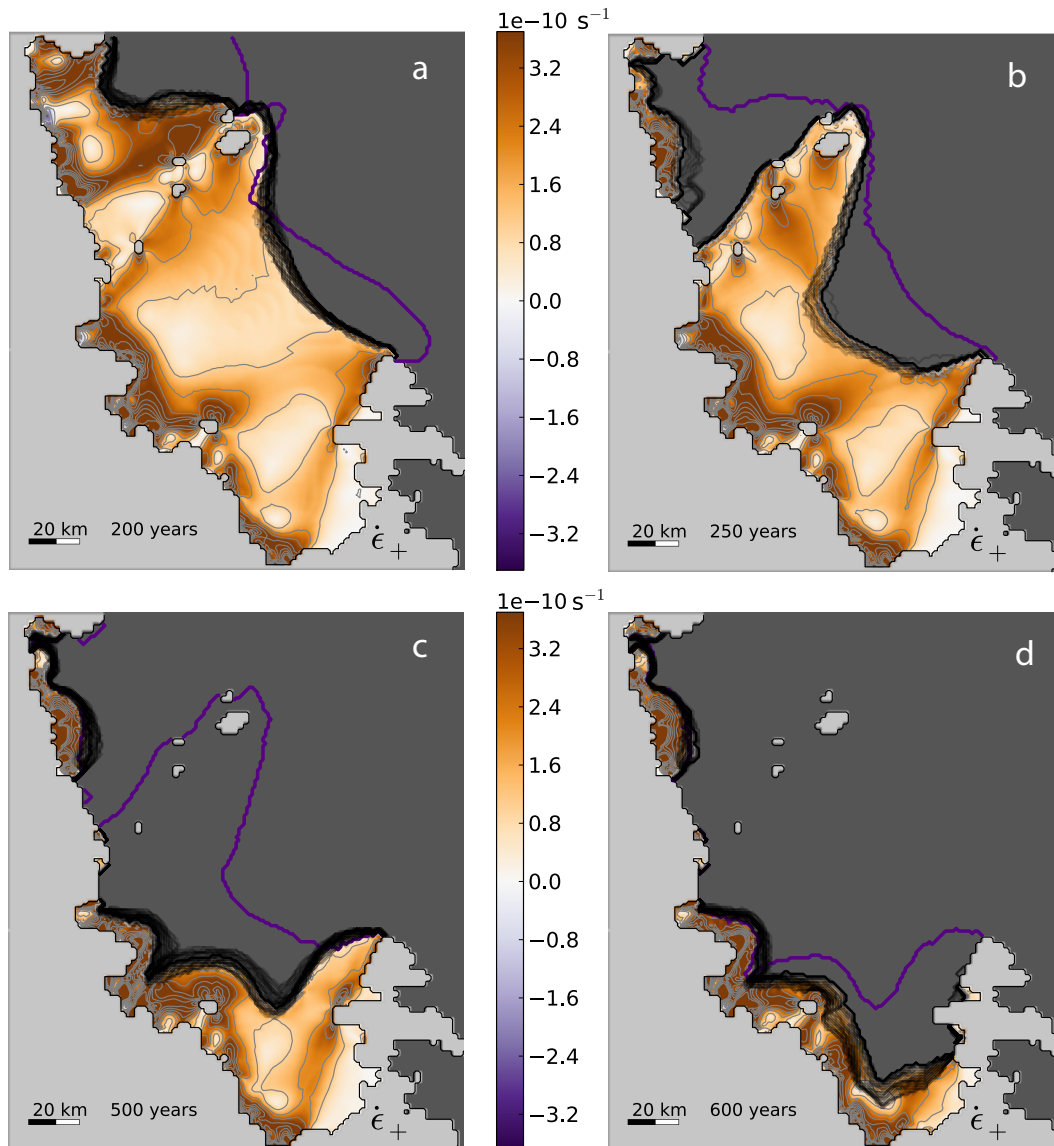 1e−10 s⁻¹
a
3.2
2.4
1.6
0.8
0.0
−0.8
−1.6
−2.4
−3.2
20 km 200 years
ϵ̇₊
b
20 km 250 years
ϵ̇₊
1e−10 s⁻¹
c
3.2
2.4
1.6
0.8
0.0
−0.8
−1.6
−2.4
−3.2
20 km 500 years
ϵ̇₊
d
20 km 600 years
ϵ̇₊